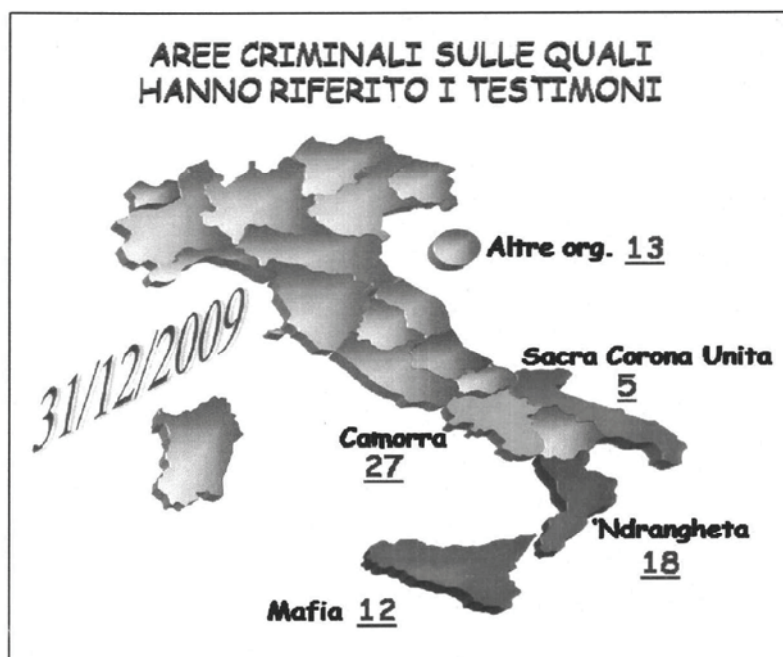 AREE CRIMINALI SULLE QUALI
HANNO RIFERITO I TESTIMONI
Altre org. 13
31/12/2009
Sacra Corona Unita
5
Camorra
27
'Ndrangheta
18
Mafia 12